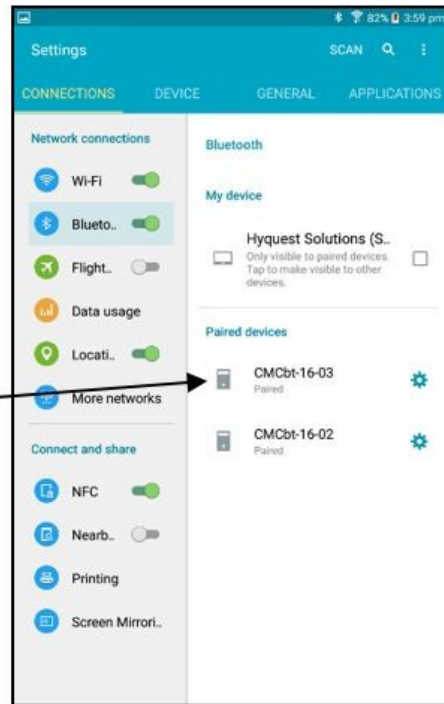 82% 3:59 pm
Settings
SCAN
CONNECTIONS
DEVICE
GENERAL
APPLICATIONS
Network connections
Wi-Fi
Blueto..
Flight..
Data usage
Locati..
More networks
Connect and share
NFC
Nearb..
Printing
Screen Mirrori..
Bluetooth
My device
Hyquest Solutions (S..
Only visible to paired devices.
Tap to make visible to other
devices.
Paired devices
CMCbt-16-03
Paired
CMCbt-16-02
Paired